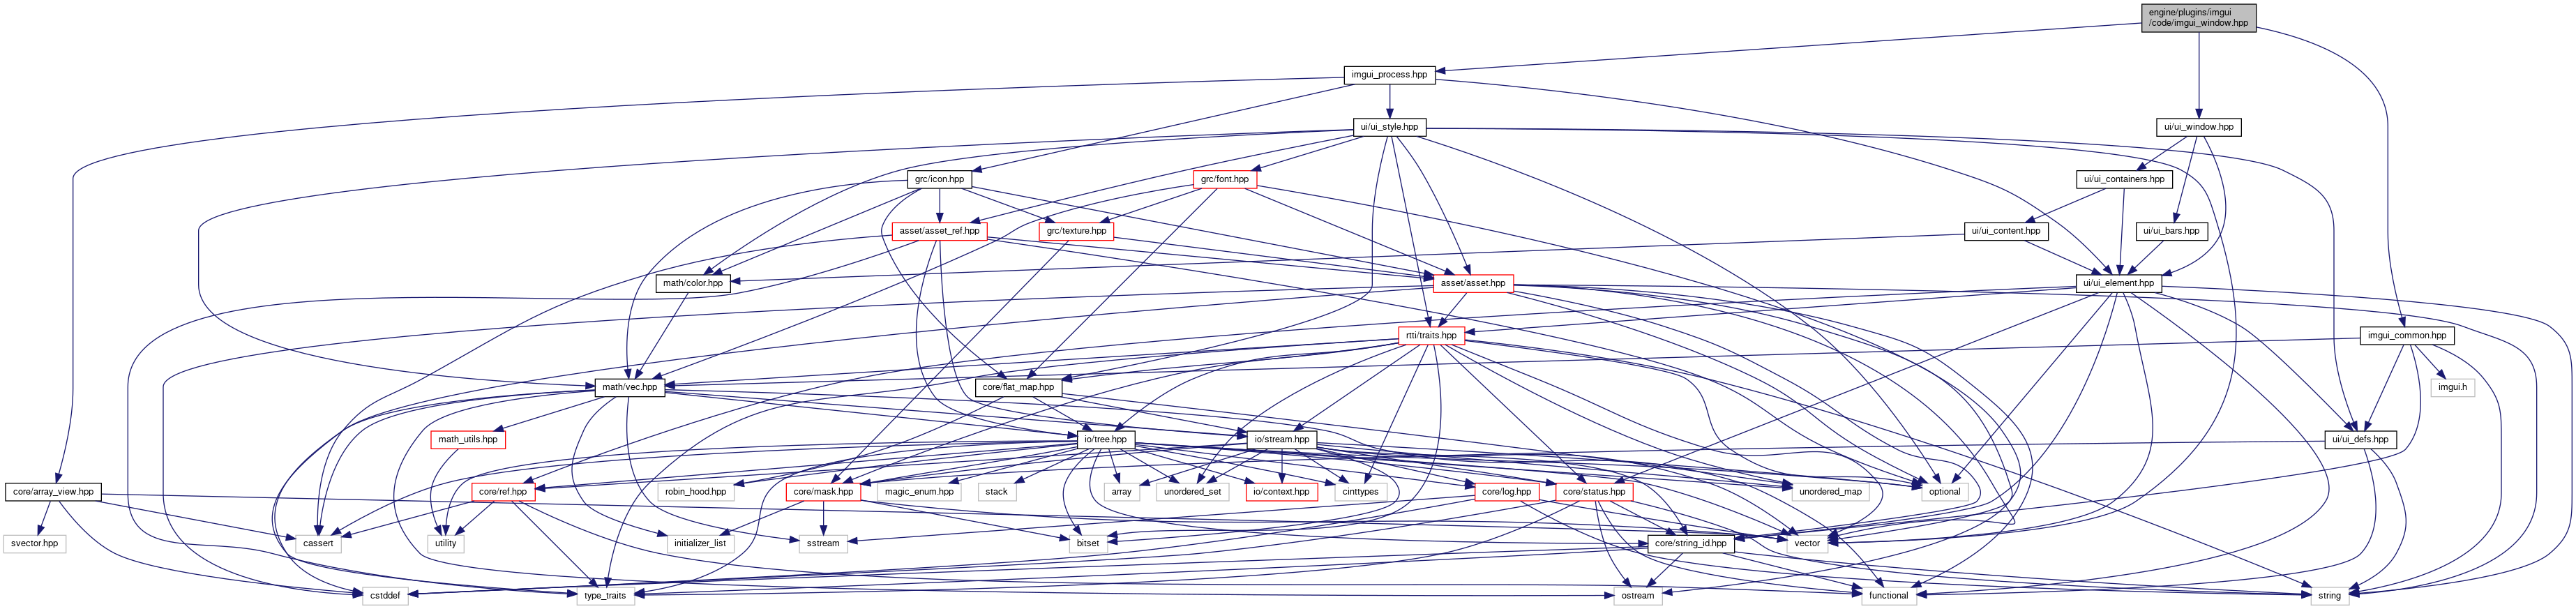 engine/plugins/imgui
/code/imgui_window.hpp
imgui_process.hpp
ui/ui_style.hpp
ui/ui_window.hpp
grc/icon.hpp
grc/font.hpp
ui/ui_containers.hpp
asset/asset_ref.hpp
grc/texture.hpp
ui/ui_content.hpp
ui/ui_bars.hpp
math/color.hpp
asset/asset.hpp
ui/ui_element.hpp
rtti/traits.hpp
imgui_common.hpp
math/vec.hpp
core/flat_map.hpp
imgui.h
math_utils.hpp
io/tree.hpp
io/stream.hpp
ui/ui_defs.hpp
core/array_view.hpp
core/ref.hpp
robin_hood.hpp
core/mask.hpp
magic_enum.hpp
stack
array
unordered_set
io/context.hpp
cinttypes
core/log.hpp
core/status.hpp
unordered_map
optional
svector.hpp
cassert
utility
initializer_list
sstream
bitset
core/string_id.hpp
vector
cstddef
type_traits
ostream
functional
string